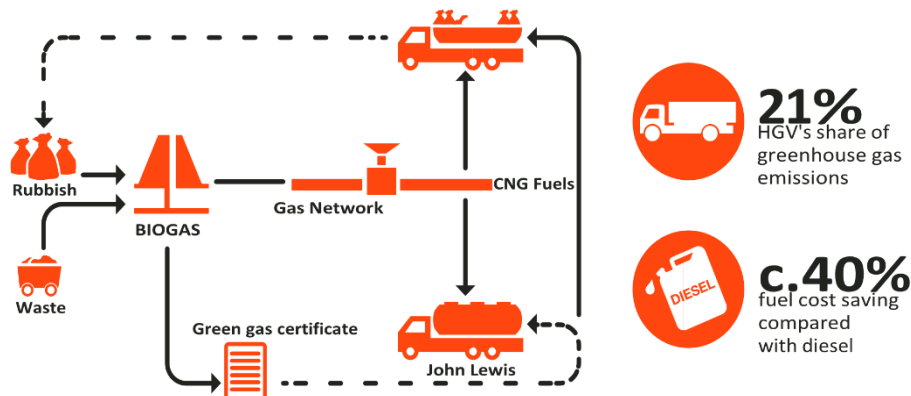 Rubbish
Waste
BIOGAS
Gas Network
CNG Fuels
Green gas certificate
John Lewis
21%
HGV's share of
greenhouse gas
emissions
DIESEL
c.40%
fuel cost saving
compared
with diesel